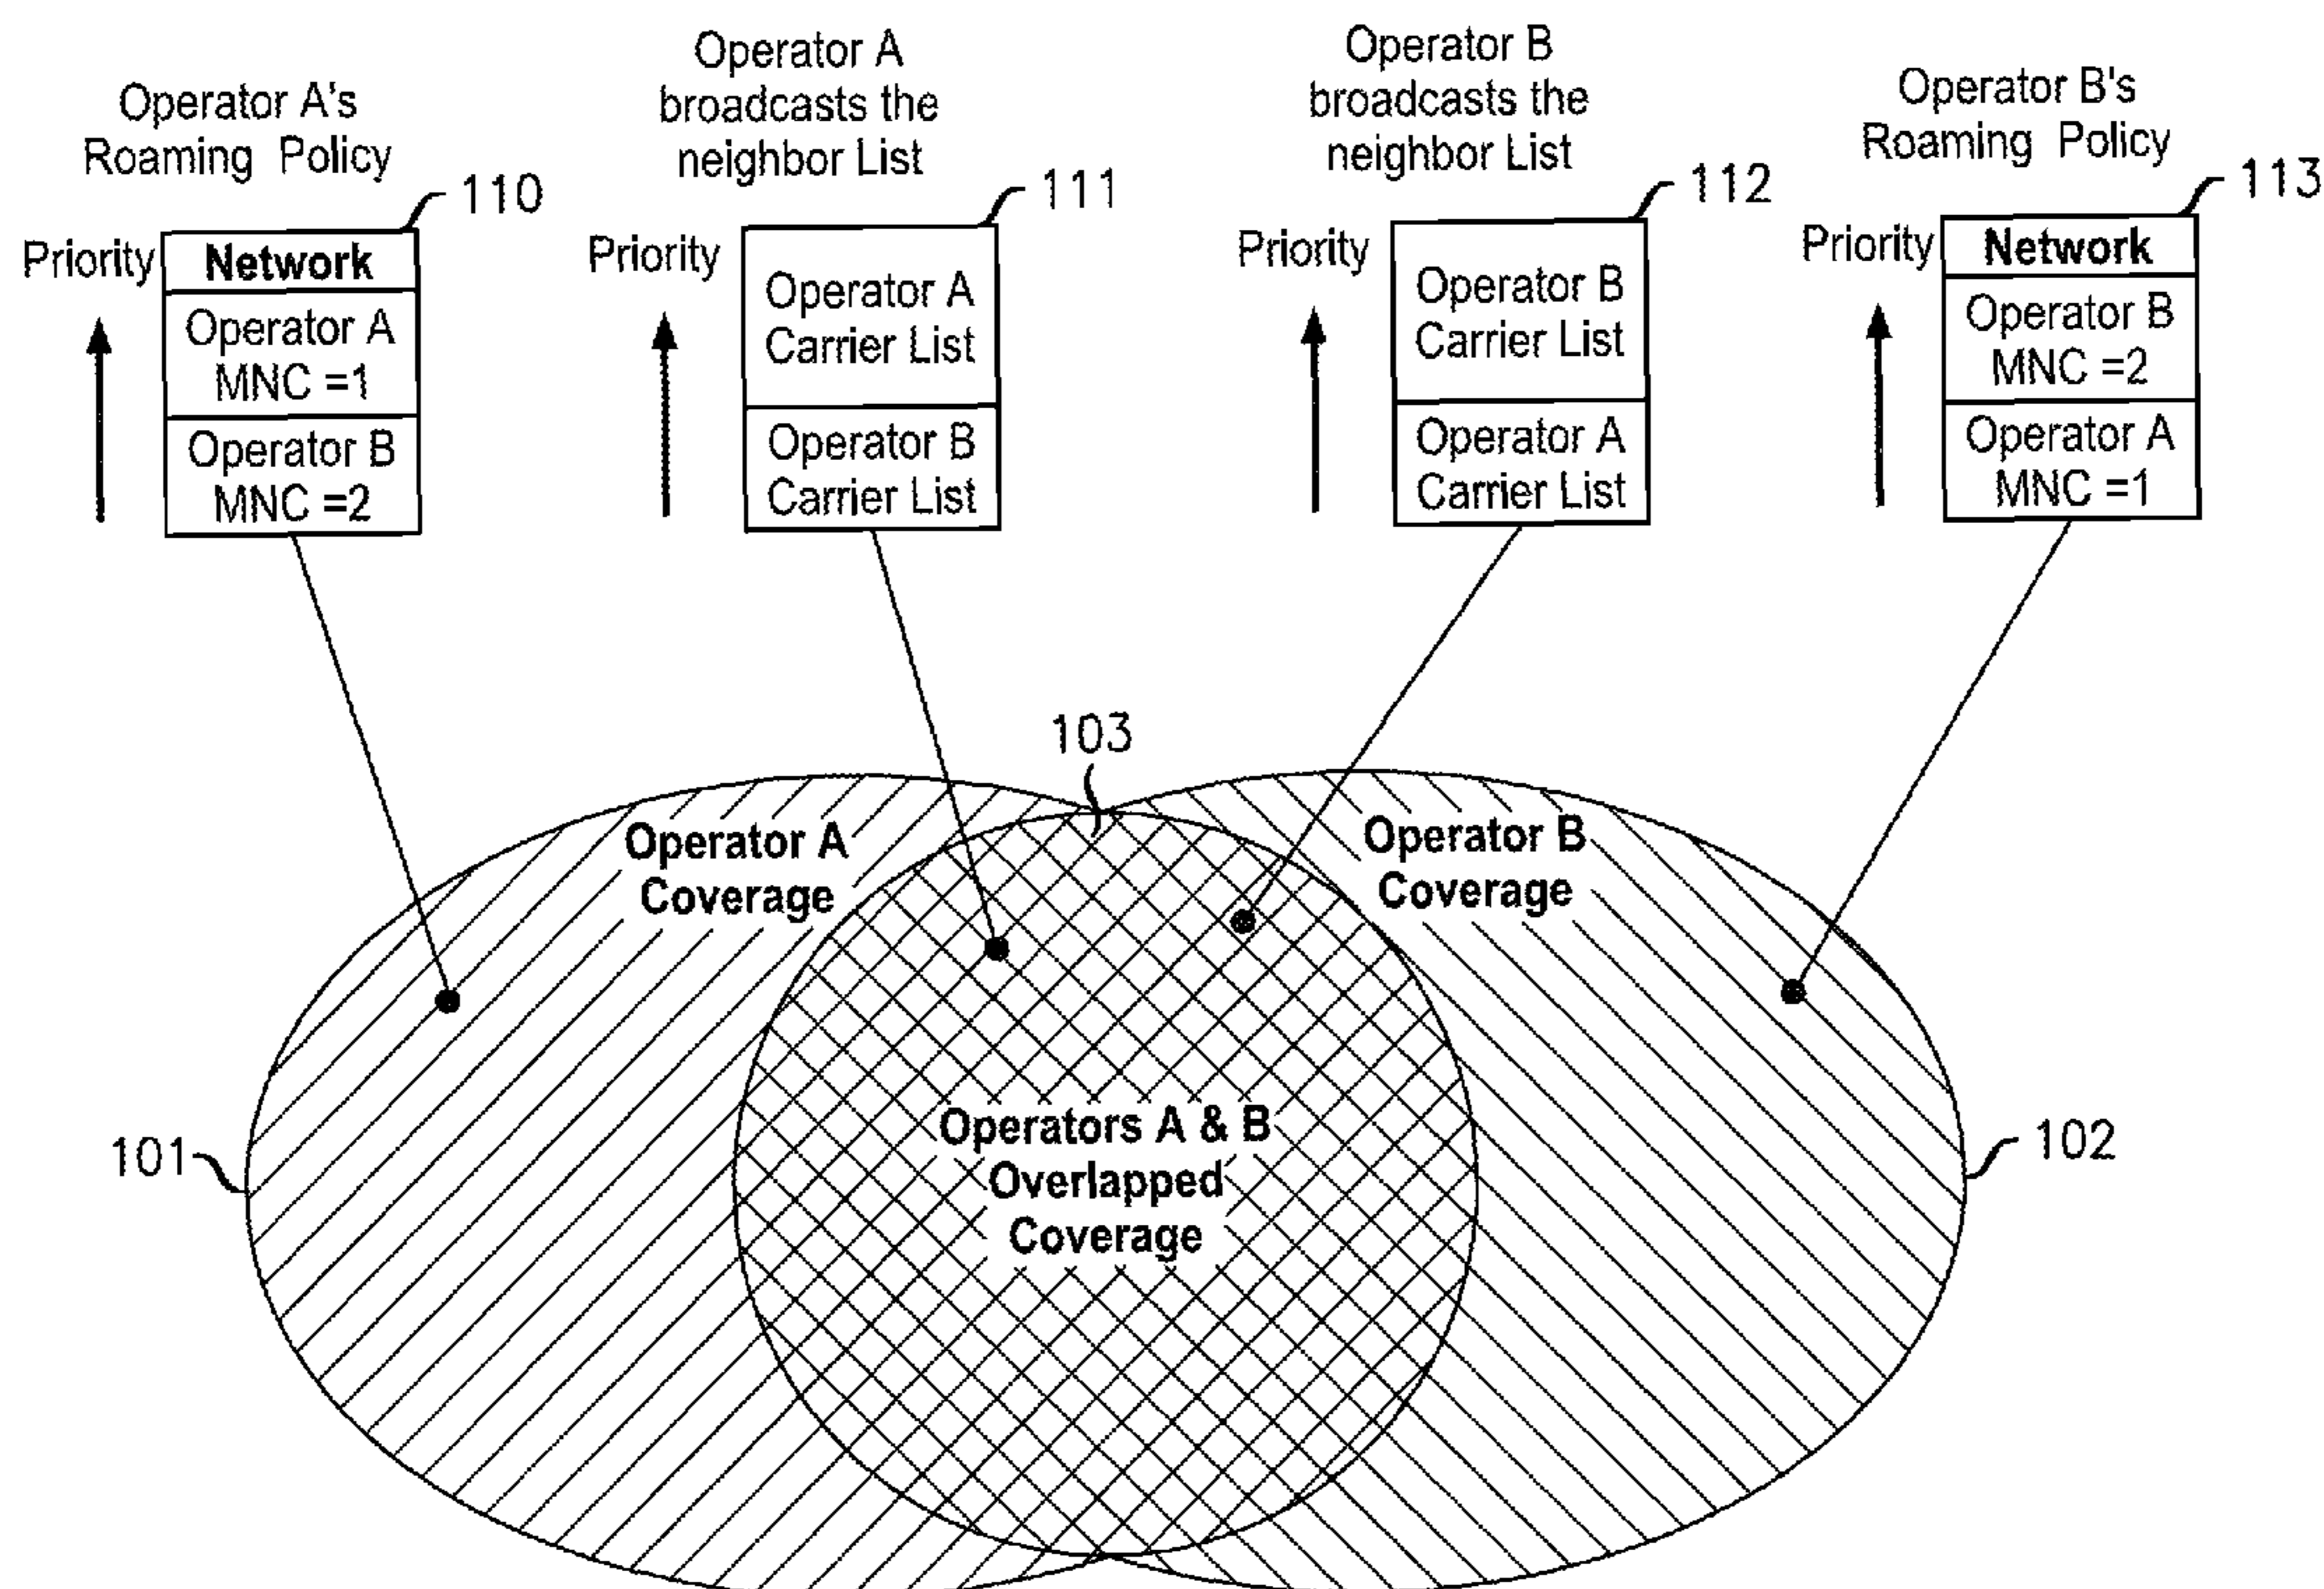 Operator A's
Roaming Policy
110
Priority
Network
Operator A
MNC =1
Operator B
MNC =2
Operator A
broadcasts the
neighbor List
111
Priority
Operator A
Carrier List
Operator B
Carrier List
Operator B
broadcasts the
neighbor List
112
Priority
Operator B
Carrier List
Operator A
Carrier List
Operator B's
Roaming Policy
113
Priority
Network
Operator B
MNC =2
Operator A
MNC =1
103
Operator A
Coverage
Operator B
Coverage
Operators A & B
Overlapped
Coverage
101
102